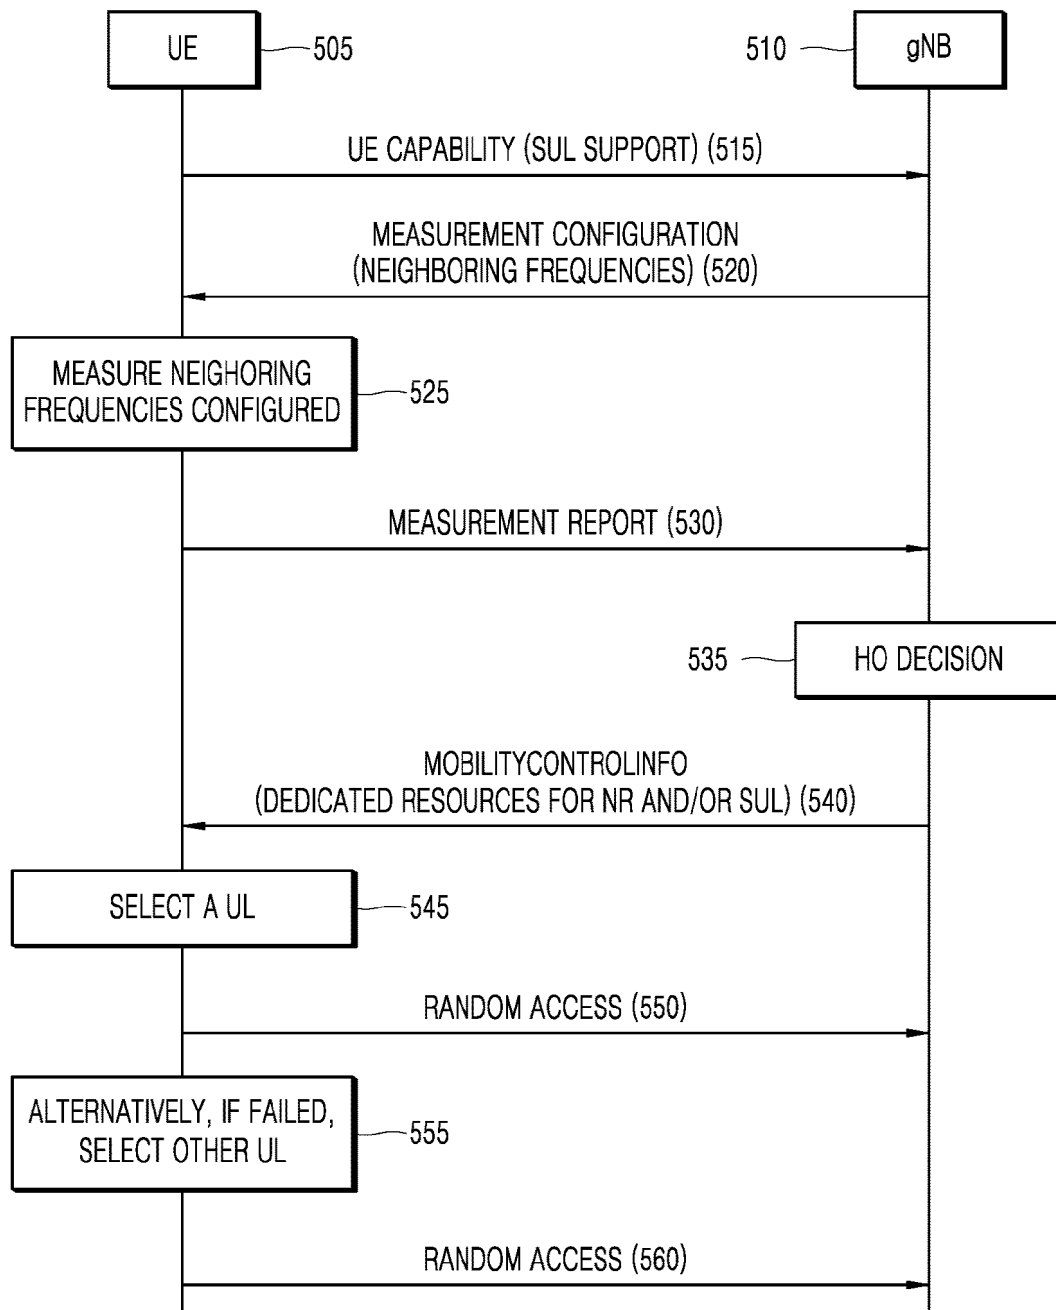 UE
505
510
gNB
UE CAPABILITY (SUL SUPPORT) (515)
MEASUREMENT CONFIGURATION
(NEIGHBORING FREQUENCIES) (520)
MEASURE NEIGHORING
FREQUENCIES CONFIGURED
525
MEASUREMENT REPORT (530)
535
HO DECISION
MOBILITYCONTROLINFO
(DEDICATED RESOURCES FOR NR AND/OR SUL) (540)
SELECT A UL
545
RANDOM ACCESS (550)
ALTERNATIVELY, IF FAILED,
SELECT OTHER UL
555
RANDOM ACCESS (560)